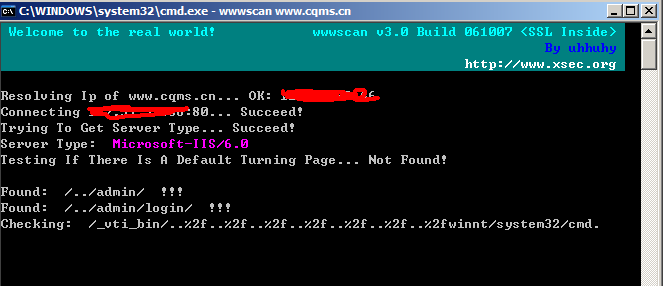 C:\WINDOWS\system32\cmd.exe - wwwscan www.cqms.cn
Welcome to the real world! wwwscan v3.0 Build 061007 <SSL Inside>
By uhhuhy
http://www.xsec.org
Resolving Ip of www.cqms.cn... OK:
Connecting :80... Succeed!
Trying To Get Server Type... Succeed!
Server Type: Microsoft-IIS/6.0
Testing If There Is A Default Turning Page... Not Found!
Found: /../admin/ !!!
Found: /../admin/login/ !!!
Checking: /_vti_bin/..%2f..%2f..%2f..%2f..%2f..%2fwinnt/system32/cmd.